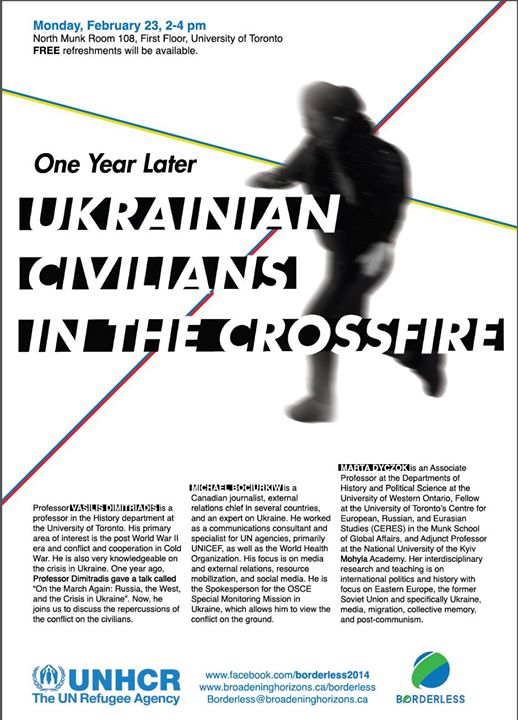 Monday, February 23, 2-4 pm
North Munk Room 108, First Floor, University of Toronto
FREE refreshments will be available.
One Year Later
UKRAINIAN
CIVILIANS
IN THE CROSSFIRE
Professor VASILIS DIMITRIADIS is a
professor in the History department at
the University of Toronto. His primary
area of interest is the post World War II
era and conflict and cooperation in Cold
War. He is also very knowledgeable on
the crisis in Ukraine. One year ago,
Professor Dimitradis gave a talk called
“On the March Again: Russia, the West,
and the Crisis in Ukraine”. Now, he
joins us to discuss the repercussions of
the conflict on the civilians.
MICHAEL BOCIURKIW is a
Canadian journalist, external
relations chief in several countries,
and an expert on Ukraine. He worked
as a communications consultant and
specialist for UN agencies, primarily
UNICEF, as well as the World Health
Organization. His focus is on media
and external relations, resource
mobilization, and social media. He is
the Spokesperson for the OSCE
Special Monitoring Mission in
Ukraine, which allows him to view the
conflict on the ground.
MARTA DYCZOK is an Associate
Professor at the Departments of
History and Political Science at the
University of Western Ontario, Fellow
at the University of Toronto's Centre for
European, Russian, and Eurasian
Studies (CERES) in the Munk School
of Global Affairs, and Adjunct Professor
at the National University of the Kyiv
Mohyla Academy. Her interdisciplinary
research and teaching is on
international politics and history with
focus on Eastern Europe, the former
Soviet Union and specifically Ukraine,
media, migration, collective memory,
and post-communism.
UNHCR
The UN Refugee Agency
www.facebook.com/borderless2014
www.broadeninghorizons.ca/borderless
Borderless@broadeninghorizons.ca
BORDERLESS